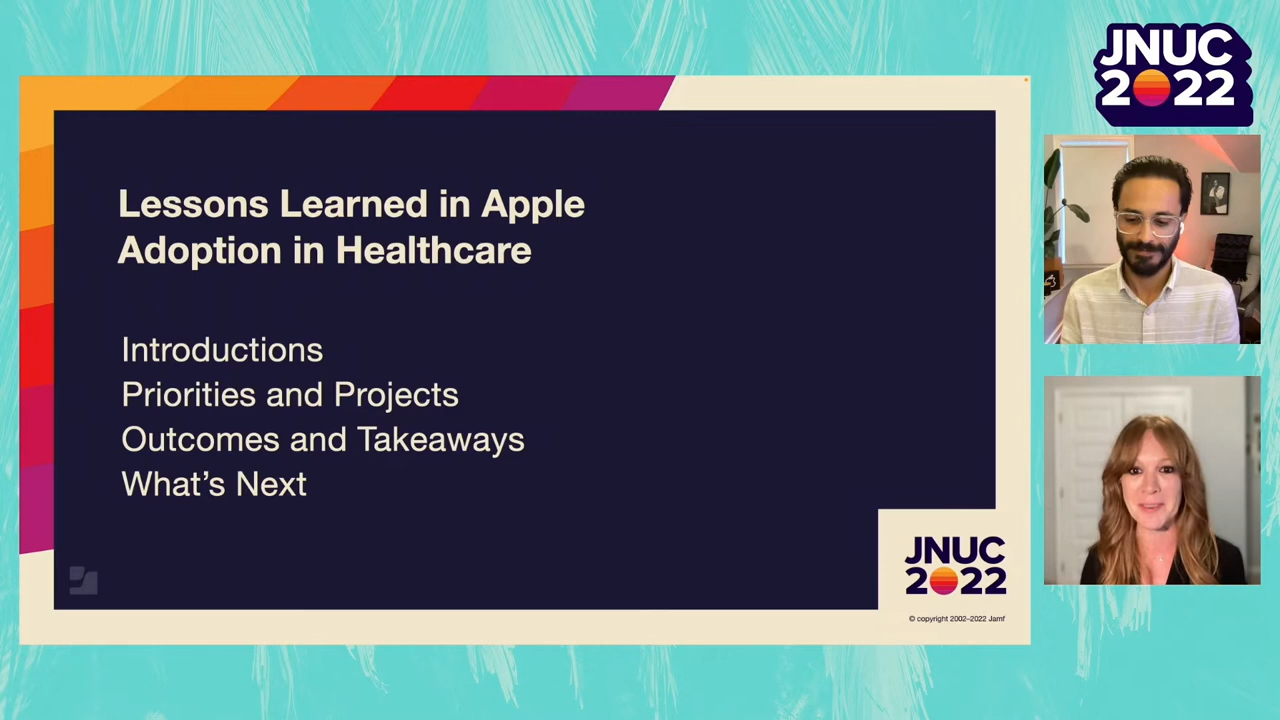 Lessons Learned in Apple
Adoption in Healthcare
Introductions
Priorities and Projects
Outcomes and Takeaways
What’s Next
JNUC
2022
© copyright 2002–2022 Jamf
JNUC
2022